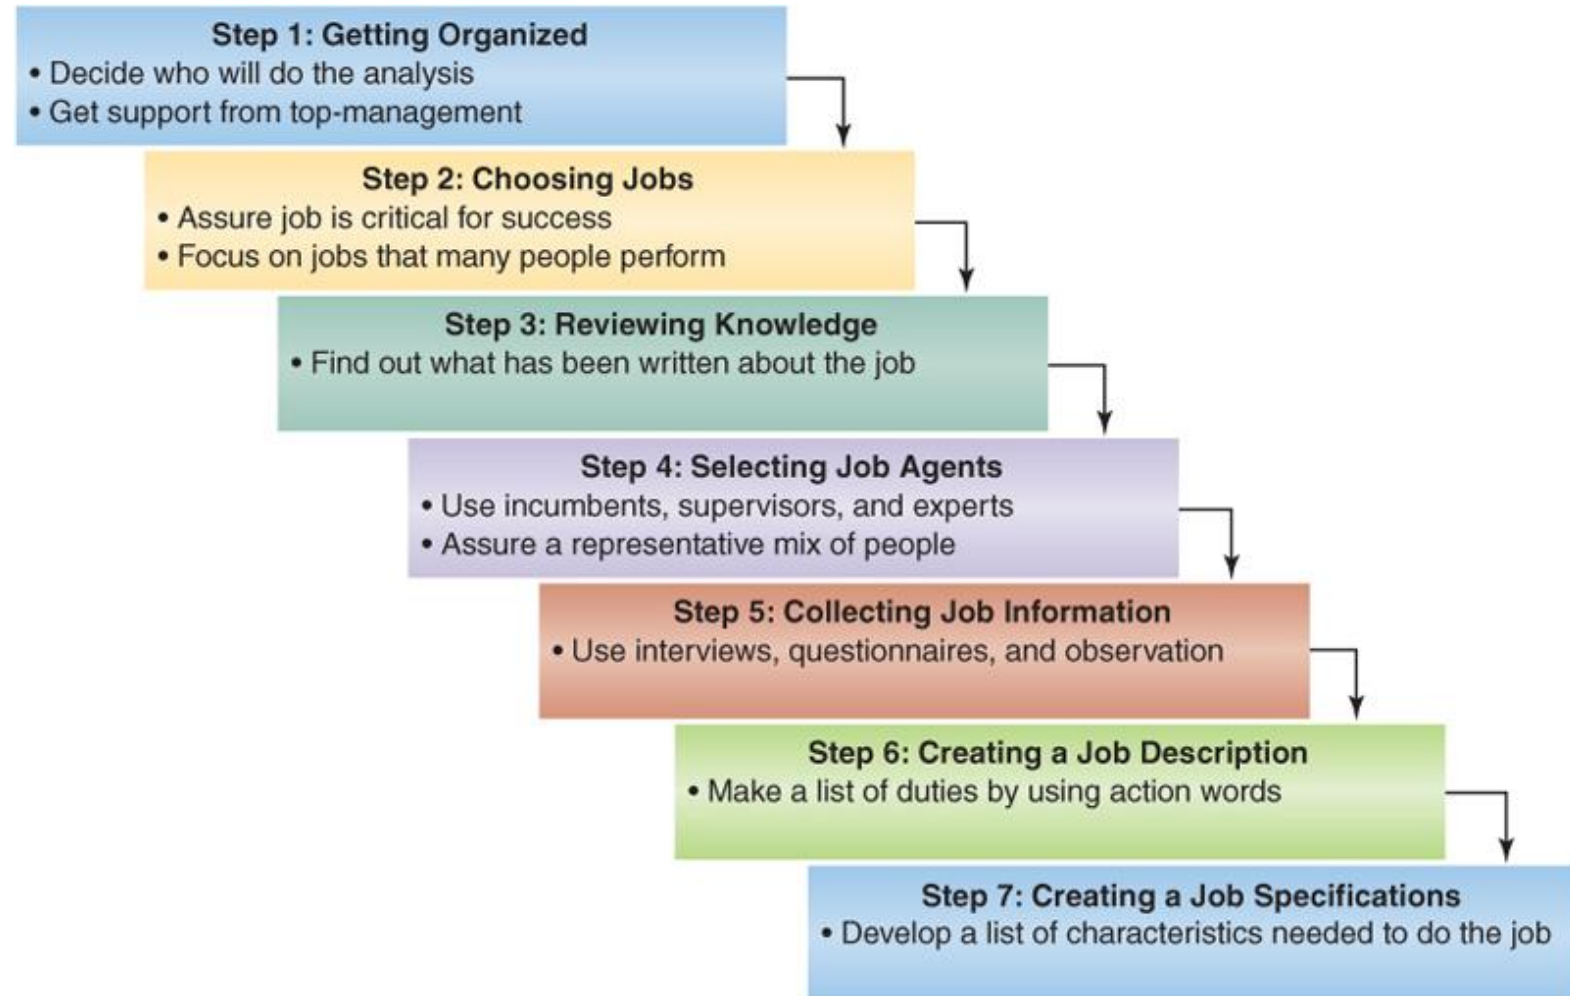 Step 1: Getting Organized
• Decide who will do the analysis
• Get support from top-management
Step 2: Choosing Jobs
• Assure job is critical for success
• Focus on jobs that many people perform
Step 3: Reviewing Knowledge
• Find out what has been written about the job
Step 4: Selecting Job Agents
• Use incumbents, supervisors, and experts
• Assure a representative mix of people
Step 5: Collecting Job Information
• Use interviews, questionnaires, and observation
Step 6: Creating a Job Description
• Make a list of duties by using action words
Step 7: Creating a Job Specifications
• Develop a list of characteristics needed to do the job